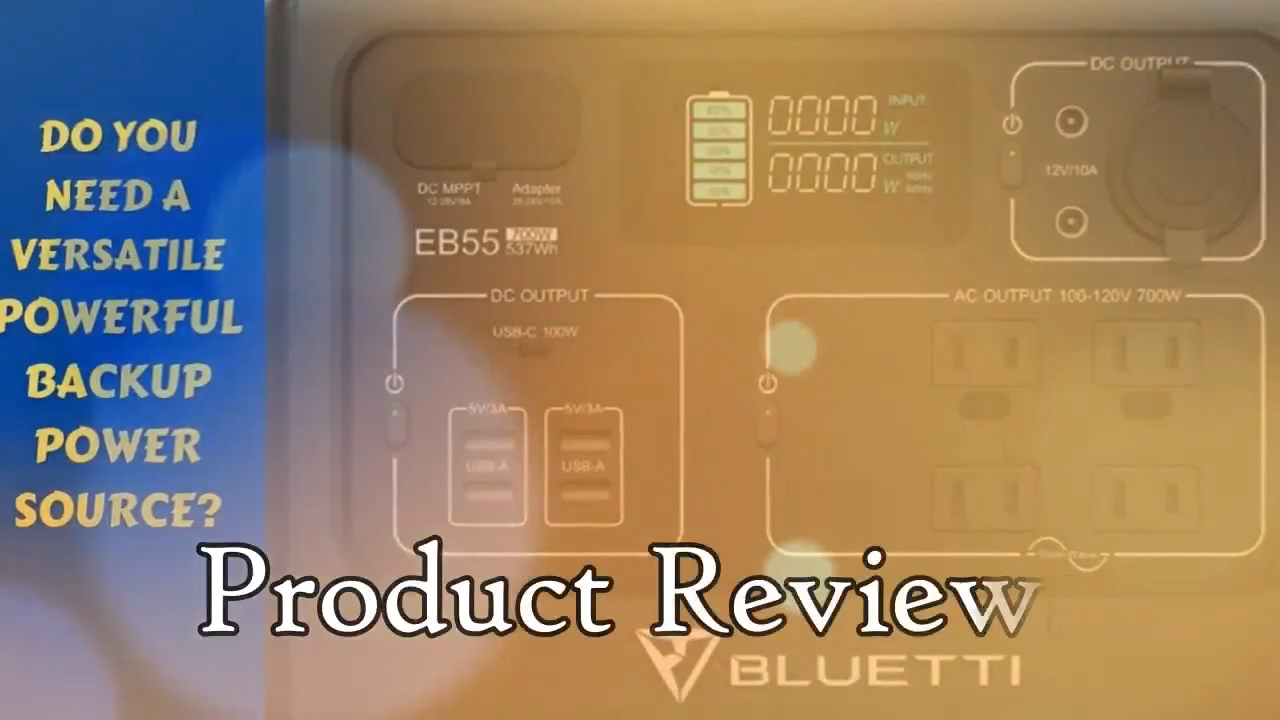 DO YOU
NEED A
VERSATILE
POWERFUL
BACKUP
POWER
SOURCE?
0000 INPUT
W
0000 OUTPUT
W
DC OUTPUT
12V/10A
DC MPPT
Adapter
EB55 700W
537Wh
DC OUTPUT
USB-C 100W
5V/3A
5V/3A
USB-A
USB-A
AC OUTPUT 100-120V 700W
Product Review
BLUETTI